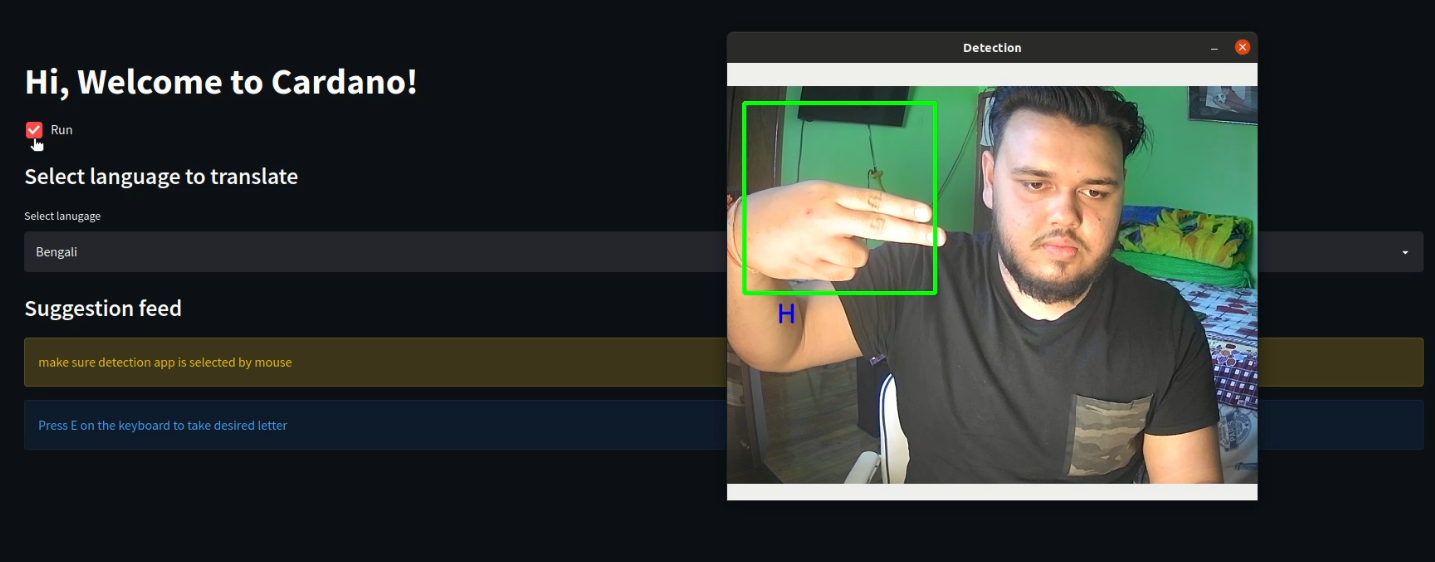 Hi, Welcome to Cardano!
Run
Select language to translate
Select lanugage
Bengali
Suggestion feed
make sure detection app is selected by mouse
Press E on the keyboard to take desired letter
Detection
H